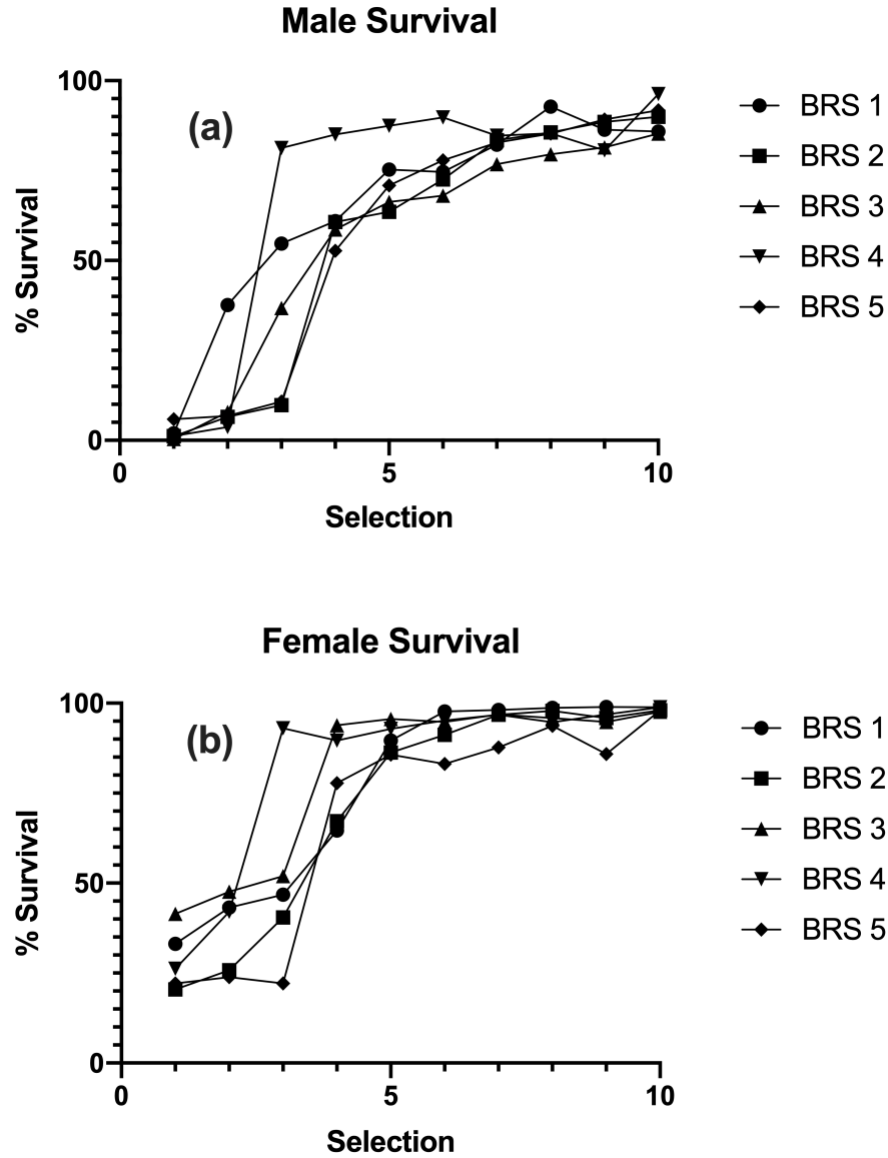 Male Survival
100
(a)
50
0
% Survival
0
5
10
Selection
BRS 1
BRS 2
BRS 3
BRS 4
BRS 5
Female Survival
100
(b)
50
0
% Survival
0
5
10
Selection
BRS 1
BRS 2
BRS 3
BRS 4
BRS 5